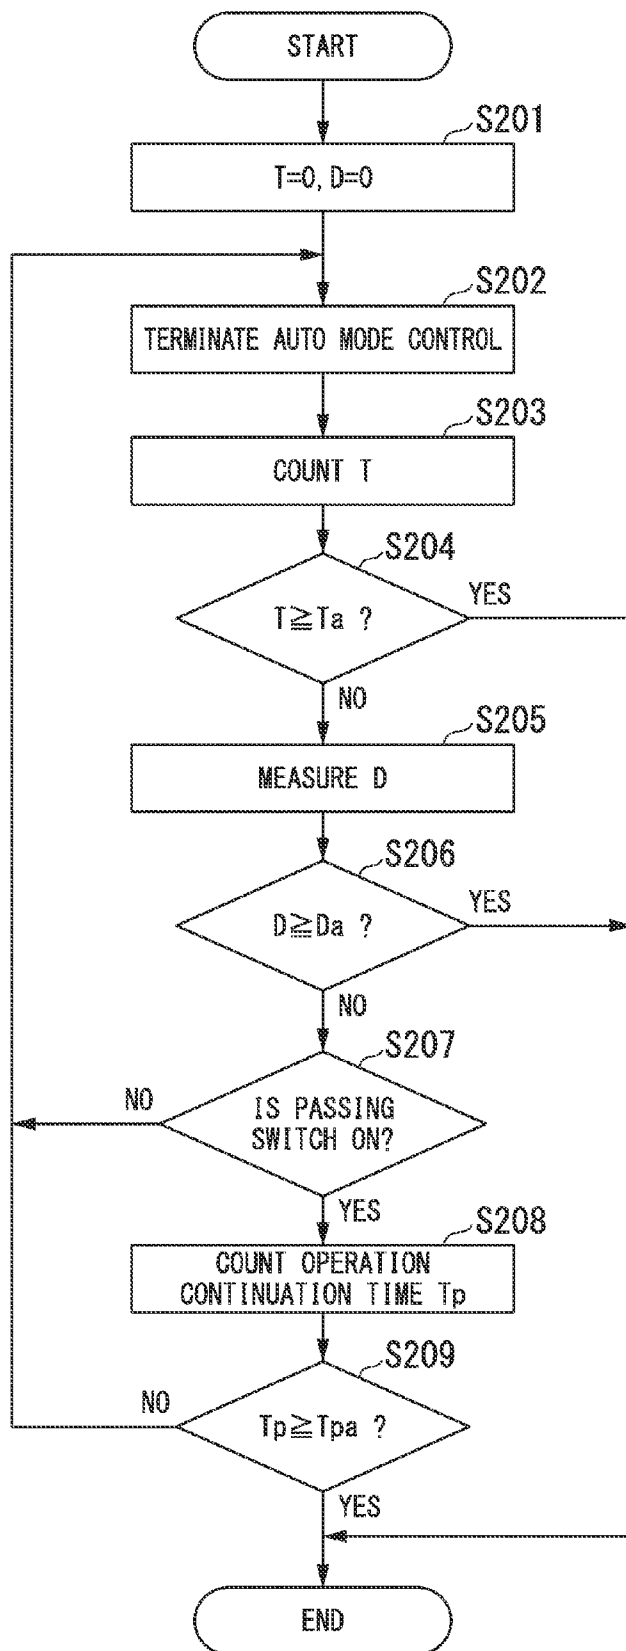 START
S201
T=0, D=0
S202
TERMINATE AUTO MODE CONTROL
S203
COUNT T
S204
T≧Ta ?
YES
NO
S205
MEASURE D
S206
D≧Da ?
YES
NO
S207
IS PASSING
SWITCH ON?
NO
YES
S208
COUNT OPERATION
CONTINUATION TIME Tp
S209
Tp≧Tpa ?
NO
YES
END